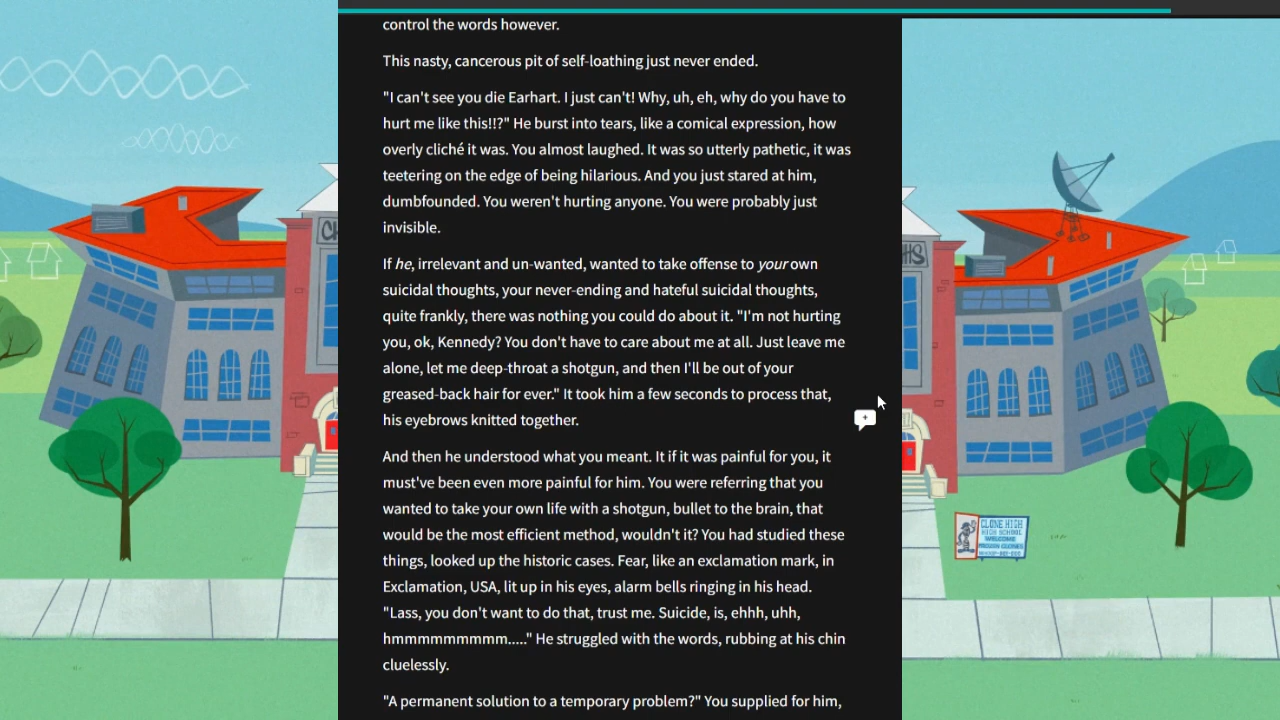 control the words however.
This nasty, cancerous pit of self-loathing just never ended.
"I can't see you die Earhart. I just can't! Why, uh, eh, why do you have to
hurt me like this!!?" He burst into tears, like a comical expression, how
overly cliché it was. You almost laughed. It was so utterly pathetic, it was
teetering on the edge of being hilarious. And you just stared at him,
dumbfounded. You weren't hurting anyone. You were probably just
invisible.
If he, irrelevant and un-wanted, wanted to take offense to your own
suicidal thoughts, your never-ending and hateful suicidal thoughts,
quite frankly, there was nothing you could do about it. "I'm not hurting
you, ok, Kennedy? You don't have to care about me at all. Just leave me
alone, let me deep-throat a shotgun, and then I'll be out of your
greased-back hair for ever." It took him a few seconds to process that,
his eyebrows knitted together.
And then he understood what you meant. It if it was painful for you, it
must've been even more painful for him. You were referring that you
wanted to take your own life with a shotgun, bullet to the brain, that
would be the most efficient method, wouldn't it? You had studied these
things, looked up the historic cases. Fear, like an exclamation mark, in
Exclamation, USA, lit up in his eyes, alarm bells ringing in his head.
"Lass, you don't want to do that, trust me. Suicide, is, ehhh, uhh,
hmmmmmmmmm....." He struggled with the words, rubbing at his chin
cluelessly.
"A permanent solution to a temporary problem?" You supplied for him,
CH
HS
CLONE HIGH
HIGH SCHOOL
WELCOME